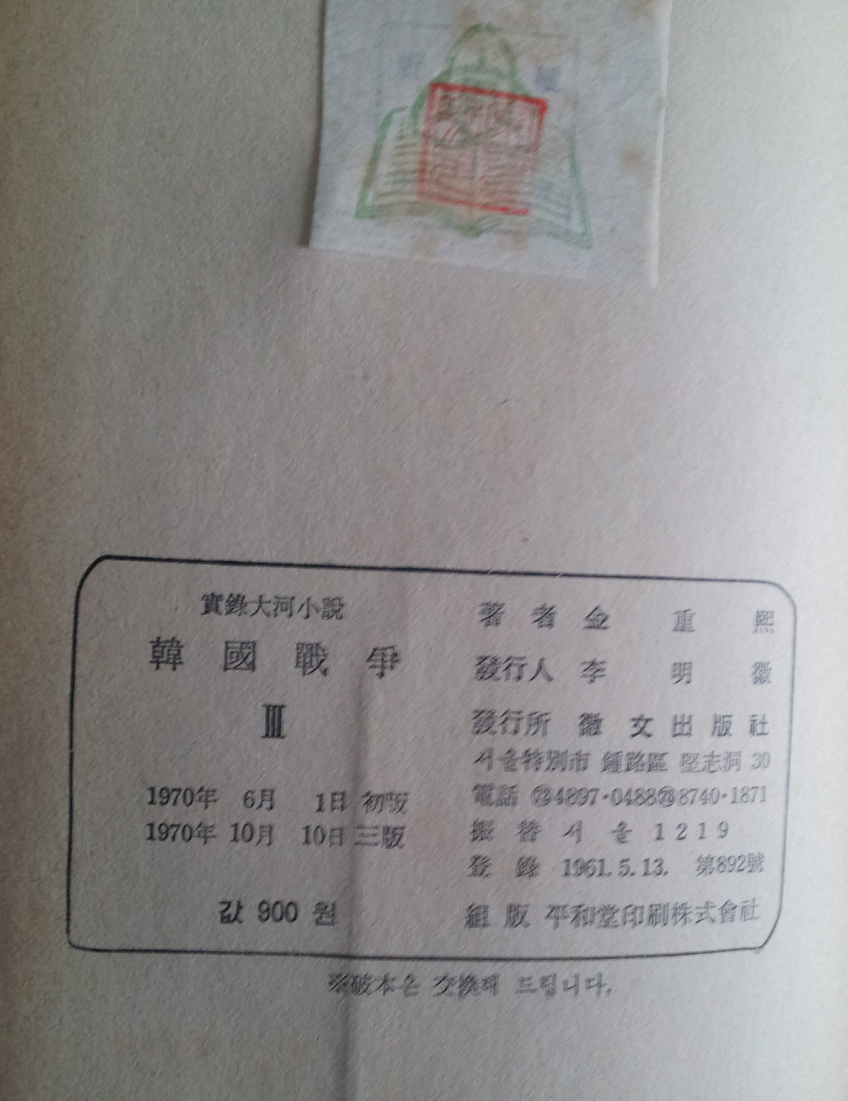 實錄大河小說
韓國戰爭
Ⅲ
1970年 6月 1日 初版
1970年 10月 10日 三版
값 900 원
著者 金重熙
發行人 李明徽
發行所 徽文出版社
서울特別市 鍾路區 堅志洞 30
電話 4897·0488 8740·1871
振替 서울 1219
登錄 1961. 5. 13. 第892號
組版 平和堂印刷株式會社
※破本은 交換해 드립니다.